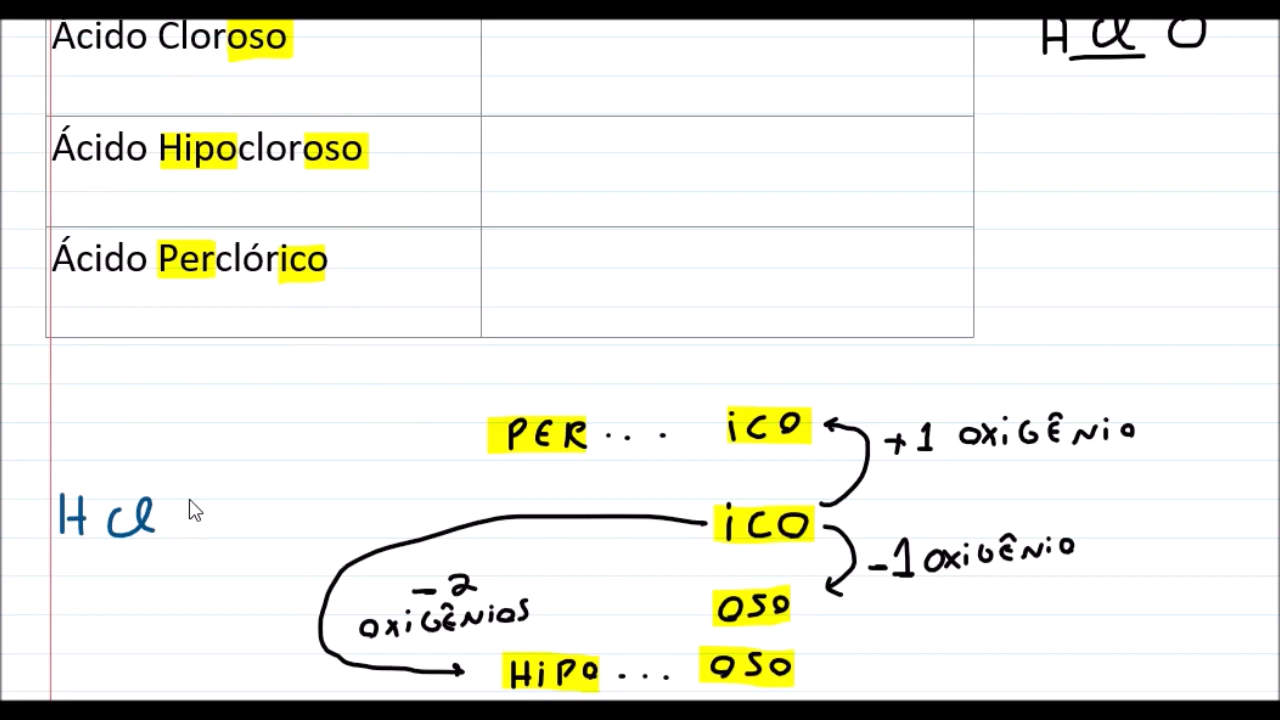 Ácido Cloroso
H Cl O
Ácido Hipocloroso
Ácido Perclórico
PER... iCO
+1 OXiGÊNiO
H Cl
iCO
-1 OXiGÊNiO
-2
OXiGÊNiOS
OSO
HiPO... OSO